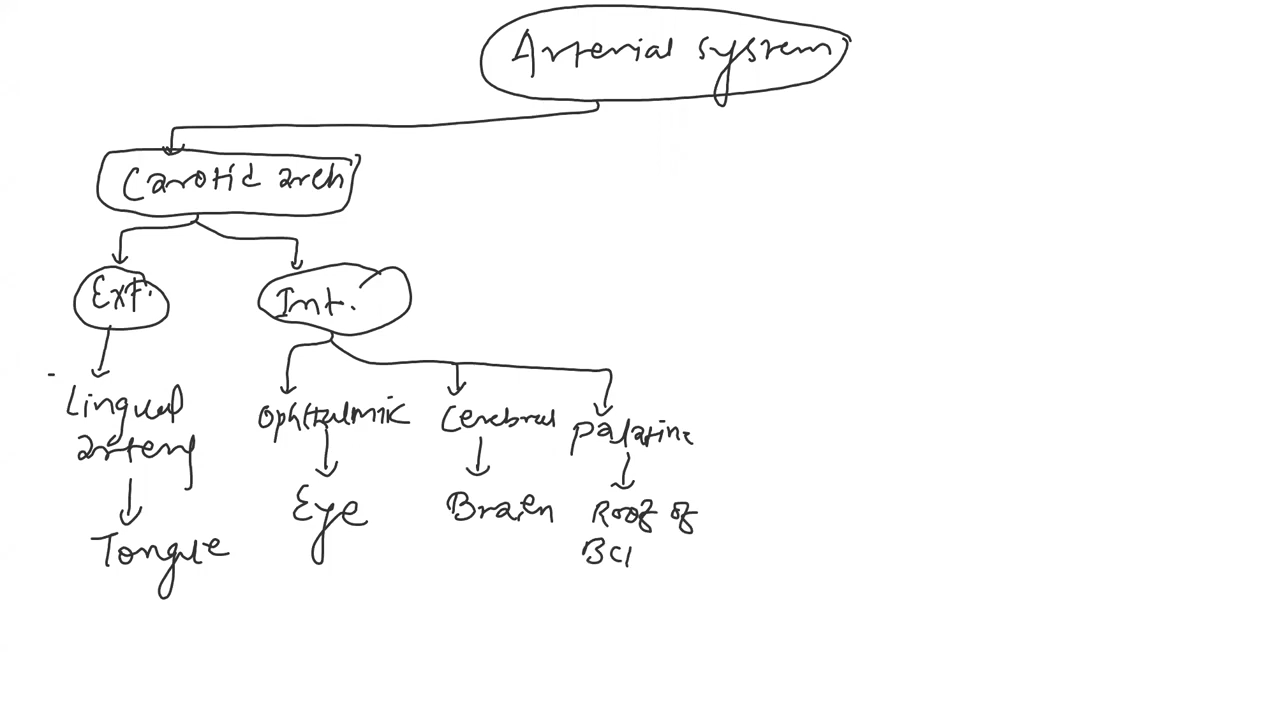 Arterial system
Carotid arch
Ext.
Int.
Lingual
artery
Ophthalmic
Cerebral
Palatine
Tongue
Eye
Brain
Roof of
BC